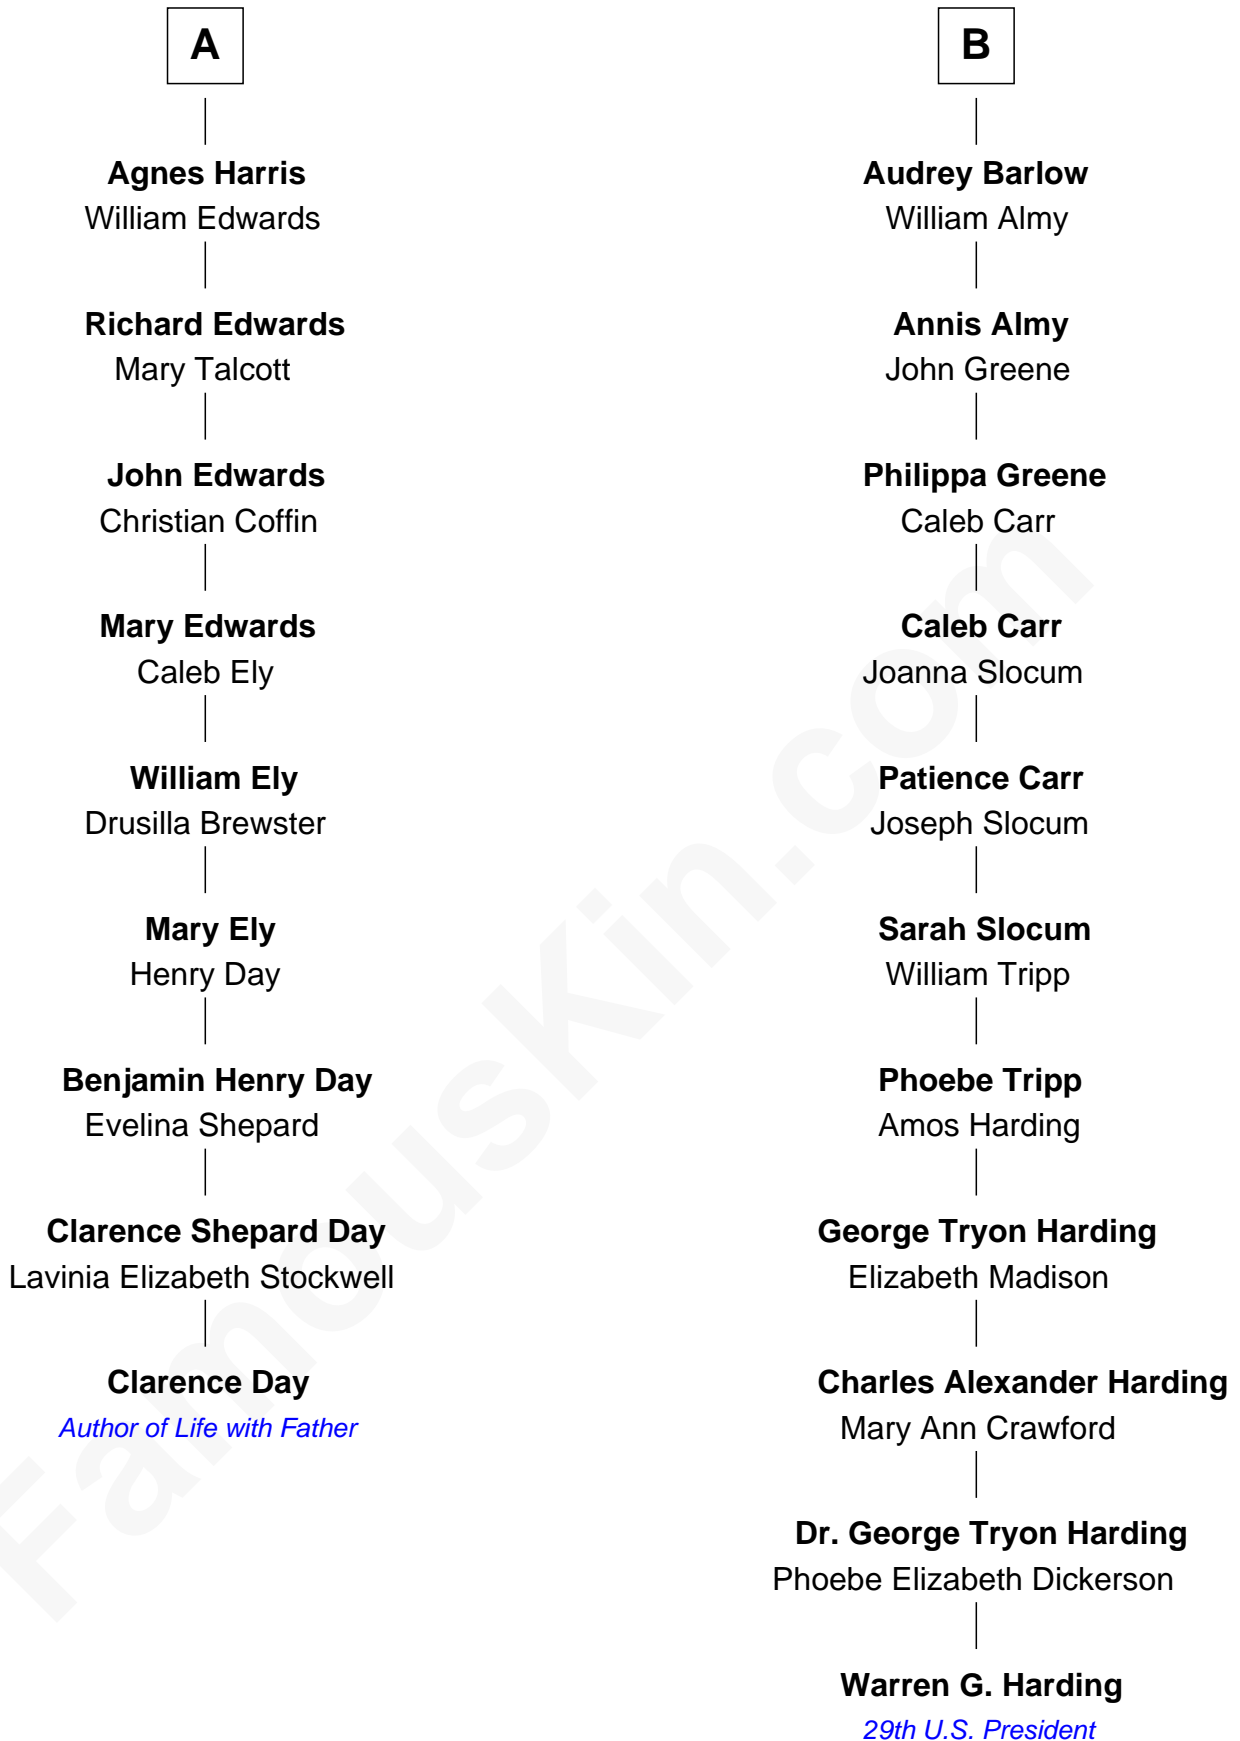 A
Agnes Harris
William Edwards
Richard Edwards
Mary Talcott
John Edwards
Christian Coffin
Mary Edwards
Caleb Ely
William Ely
Drusilla Brewster
Mary Ely
Henry Day
Benjamin Henry Day
Evelina Shepard
Clarence Shepard Day
Lavinia Elizabeth Stockwell
Clarence Day
Author of Life with Father
B
Audrey Barlow
William Almy
Annis Almy
John Greene
Philippa Greene
Caleb Carr
Caleb Carr
Joanna Slocum
Patience Carr
Joseph Slocum
Sarah Slocum
William Tripp
Phoebe Tripp
Amos Harding
George Tryon Harding
Elizabeth Madison
Charles Alexander Harding
Mary Ann Crawford
Dr. George Tryon Harding
Phoebe Elizabeth Dickerson
Warren G. Harding
29th U.S. President
FamousKin.com